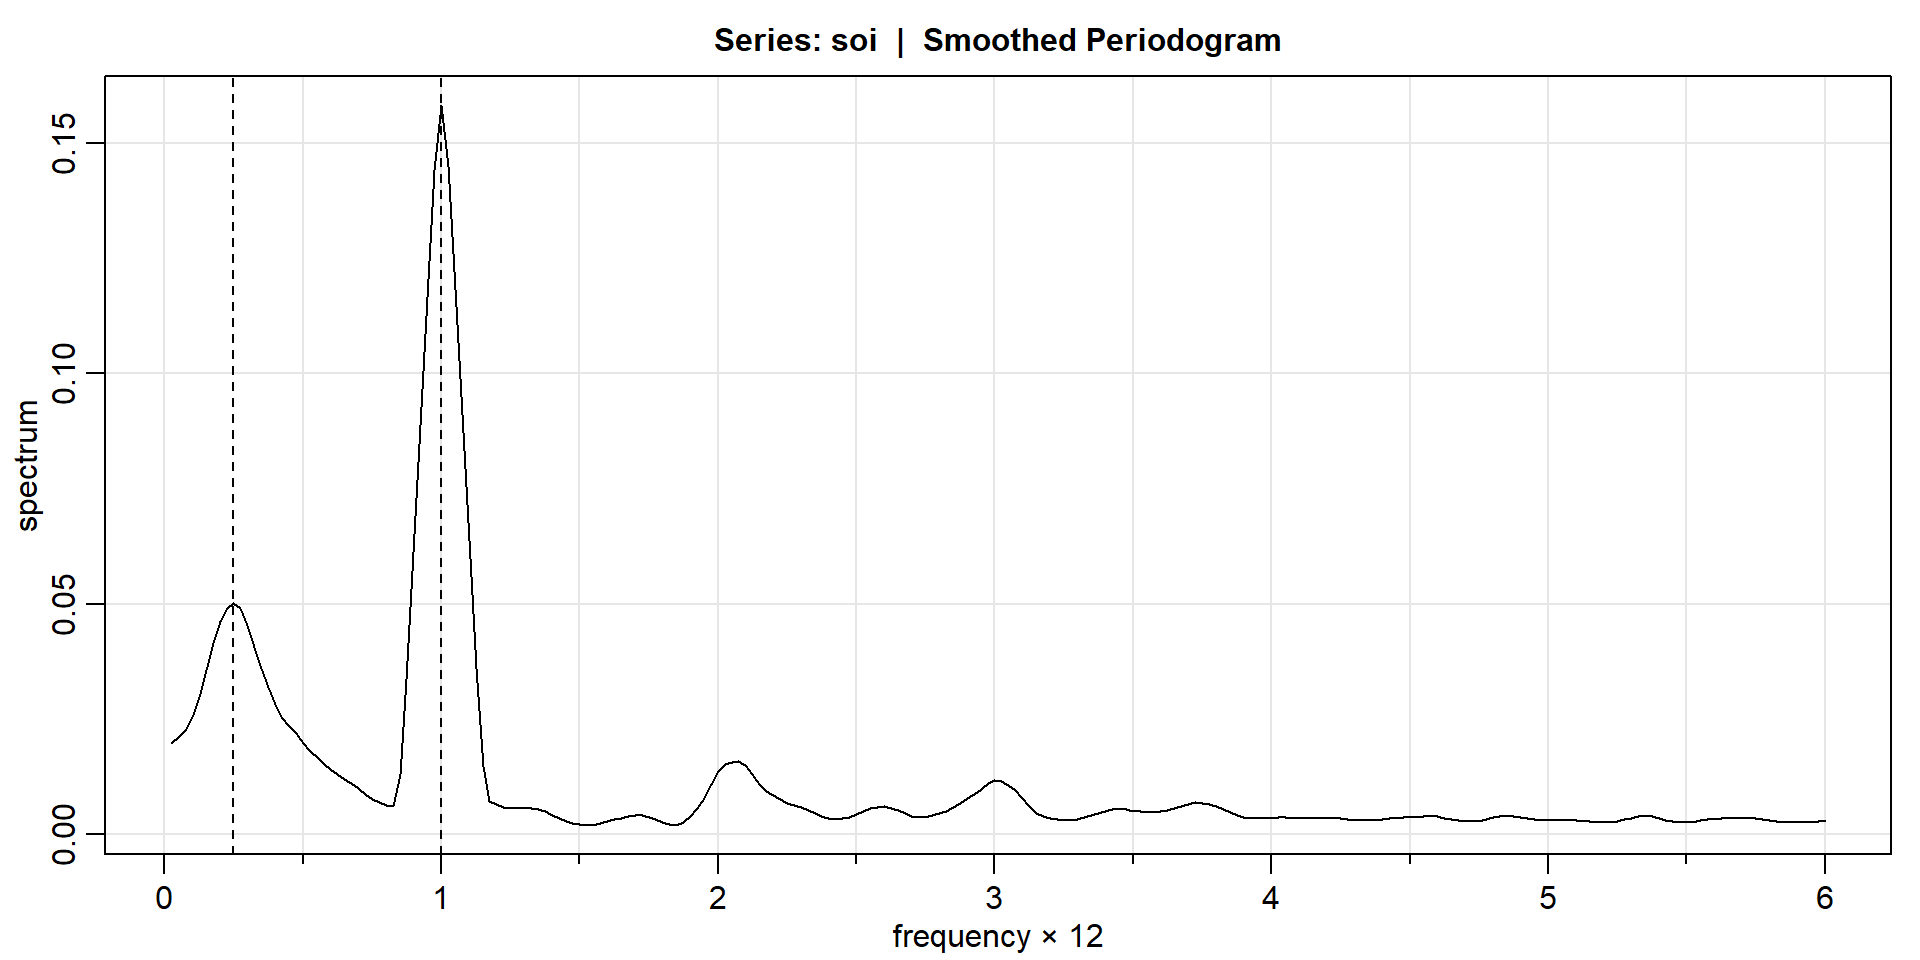 Series: soi | Smoothed Periodogram
spectrum
0.15
0.10
0.05
0.00
0 1 2 3 4 5 6
frequency × 12